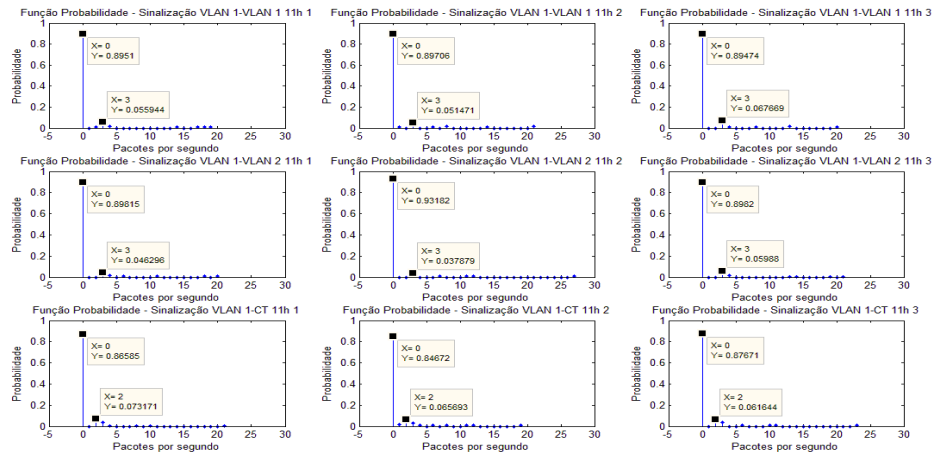 Função Probabilidade - Sinalização VLAN 1-VLAN 1 11h 1
1
0.8
0.6
0.4
0.2
0
Probabilidade
X= 0
Y= 0.8951
X= 3
Y= 0.055944
-5 0 5 10 15 20 25 30
Pacotes por segundo
Função Probabilidade - Sinalização VLAN 1-VLAN 1 11h 2
1
0.8
0.6
0.4
0.2
0
Probabilidade
X= 0
Y= 0.89706
X= 3
Y= 0.051471
-5 0 5 10 15 20 25 30
Pacotes por segundo
Função Probabilidade - Sinalização VLAN 1-VLAN 1 11h 3
1
0.8
0.6
0.4
0.2
0
Probabilidade
X= 0
Y= 0.89474
X= 3
Y= 0.067669
-5 0 5 10 15 20 25 30
Pacotes por segundo
Função Probabilidade - Sinalização VLAN 1-VLAN 2 11h 1
1
0.8
0.6
0.4
0.2
0
Probabilidade
X= 0
Y= 0.89815
X= 3
Y= 0.046296
-5 0 5 10 15 20 25 30
Pacotes por segundo
Função Probabilidade - Sinalização VLAN 1-VLAN 2 11h 2
1
0.8
0.6
0.4
0.2
0
Probabilidade
X= 0
Y= 0.93182
X= 3
Y= 0.037879
-5 0 5 10 15 20 25 30
Pacotes por segundo
Função Probabilidade - Sinalização VLAN 1-VLAN 2 11h 3
1
0.8
0.6
0.4
0.2
0
Probabilidade
X= 0
Y= 0.8982
X= 3
Y= 0.05988
-5 0 5 10 15 20 25 30
Pacotes por segundo
Função Probabilidade - Sinalização VLAN 1-CT 11h 1
1
0.8
0.6
0.4
0.2
0
Probabilidade
X= 0
Y= 0.86585
X= 2
Y= 0.073171
-5 0 5 10 15 20 25 30
Pacotes por segundo
Função Probabilidade - Sinalização VLAN 1-CT 11h 2
1
0.8
0.6
0.4
0.2
0
Probabilidade
X= 0
Y= 0.84672
X= 2
Y= 0.065693
-5 0 5 10 15 20 25 30
Pacotes por segundo
Função Probabilidade - Sinalização VLAN 1-CT 11h 3
1
0.8
0.6
0.4
0.2
0
Probabilidade
X= 0
Y= 0.87671
X= 2
Y= 0.061644
-5 0 5 10 15 20 25 30
Pacotes por segundo